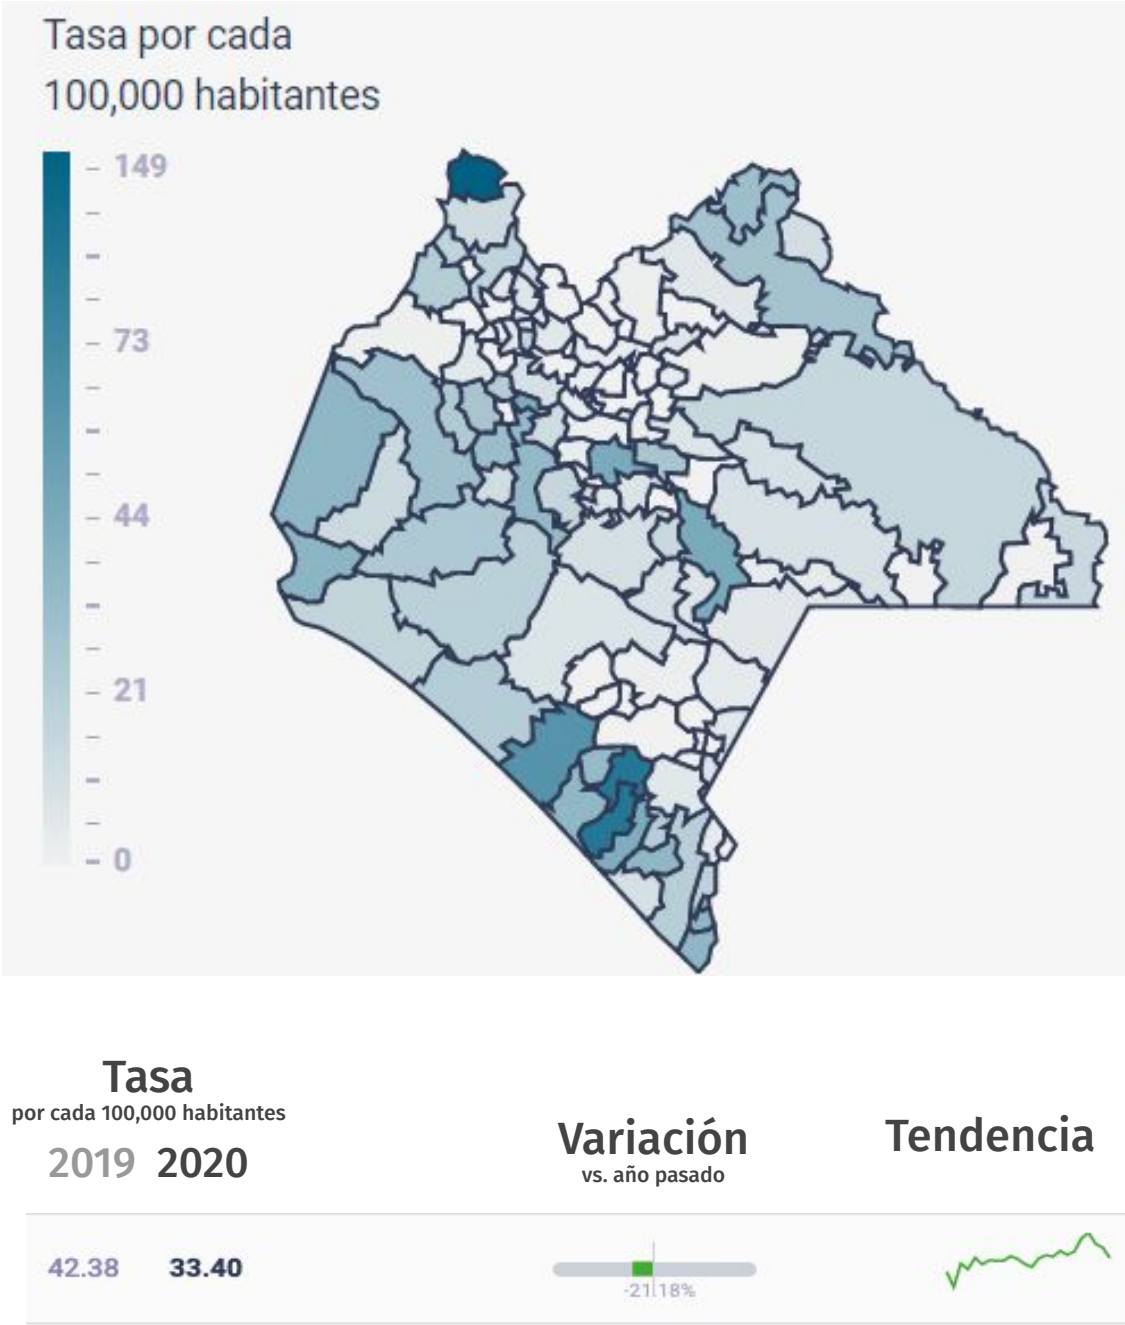 Tasa por cada
100,000 habitantes
149
73
44
21
0
Tasa
por cada 100,000 habitantes
2019 2020
Variación
vs. año pasado
Tendencia
42.38 33.40
-21.18%